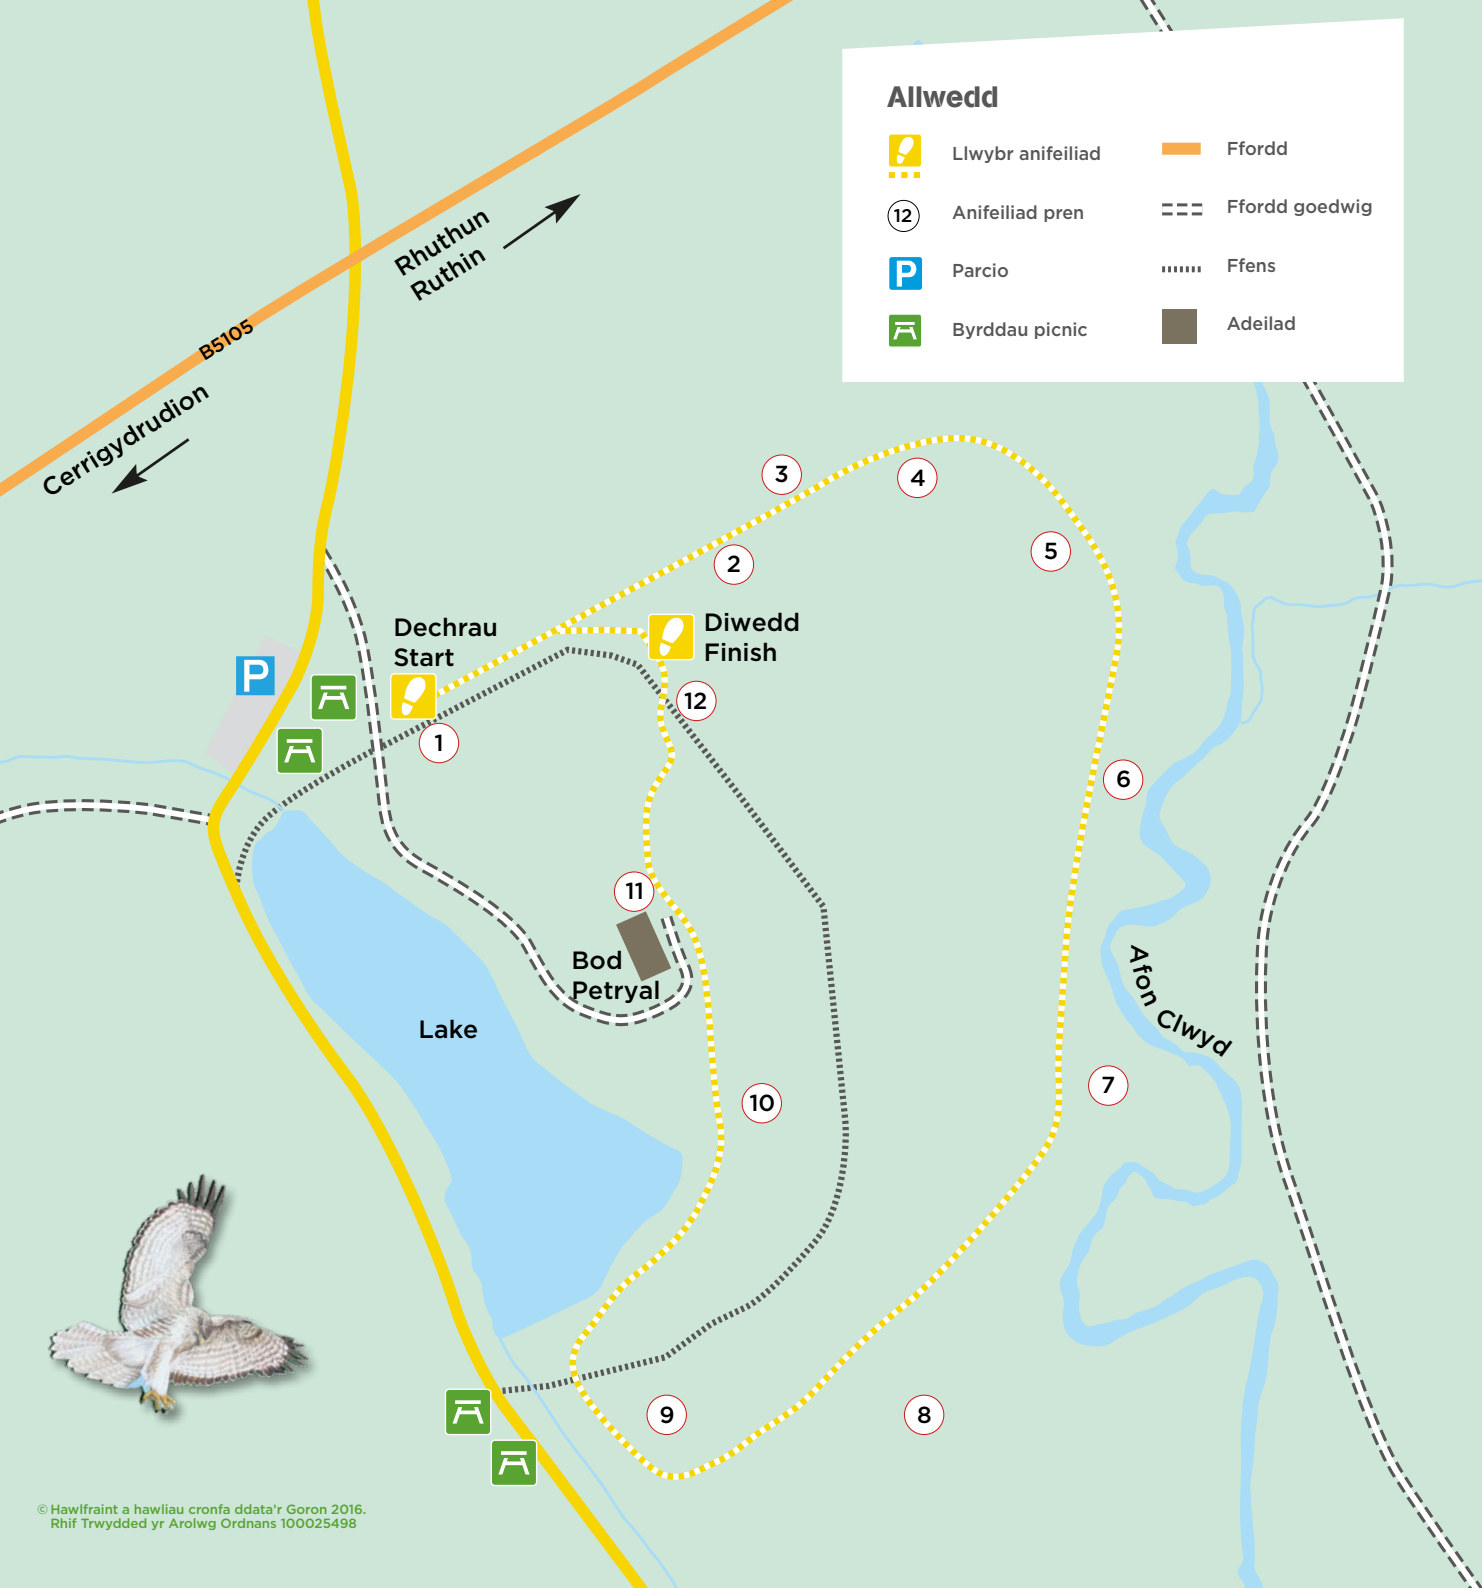 Allwedd
Llwybr anifeiliad
12
Anifeiliad pren
P
Parcio
Byrddau picnic
Ffordd
Ffordd goedwig
Ffens
Adeilad
Rhuthun
Ruthin
B5105
Cerrigydrudion
3
4
5
2
Dechrau
Start
Diwedd
Finish
P
12
1
6
11
Bod
Petryal
Afon Clwyd
Lake
7
10
9
8
© Hawlfraint a hawliau cronfa ddata'r Goron 2016.
Rhif Trwydded yr Arolwg Ordnans 100025498